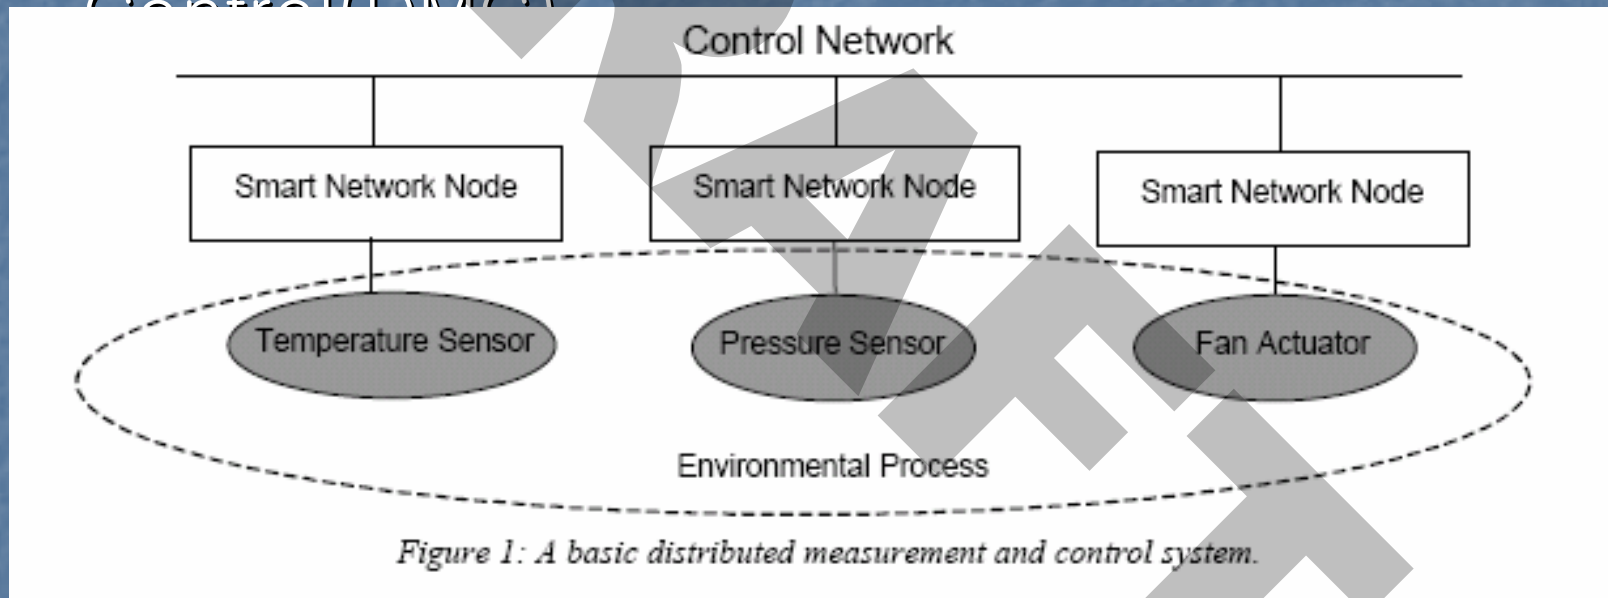 Control Network
Smart Network Node Smart Network Node Smart Network Node
Temperature Sensor Pressure Sensor Fan Actuator
Environmental Process
Figure 1: A basic distributed measurement and control system.